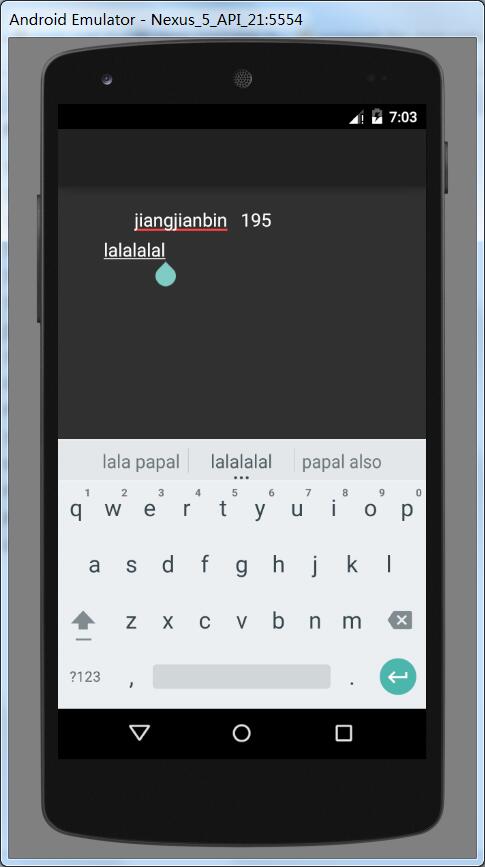 Android Emulator - Nexus_5_API_21:5554
7:03
jiangjianbin 195
lalalalal
lala papal lalalalal papal also
1 2 3 4 5 6 7 8 9 0
q w e r t y u i o p
a s d f g h j k l
z x c v b n m
?123 , .